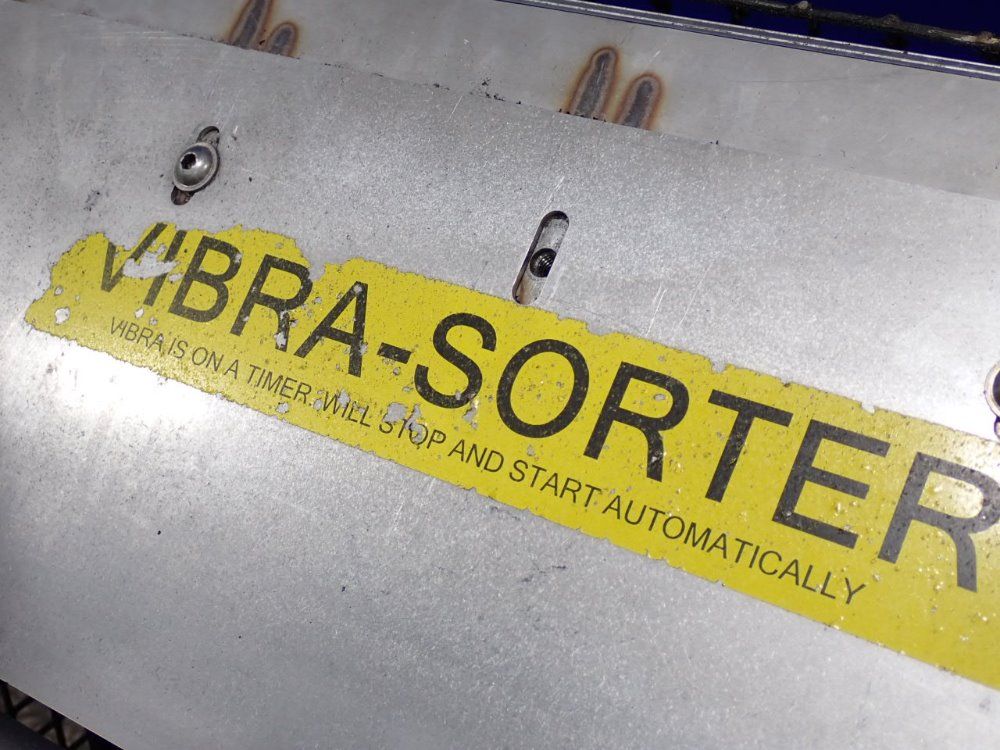 VIBRA-SORTER
VIBRA IS ON A TIMER. WILL STOP AND START AUTOMATICALLY